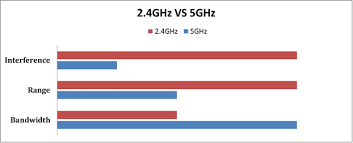 2.4GHz VS 5GHz
2.4GHz 5GHz
Interference
Range
Bandwidth